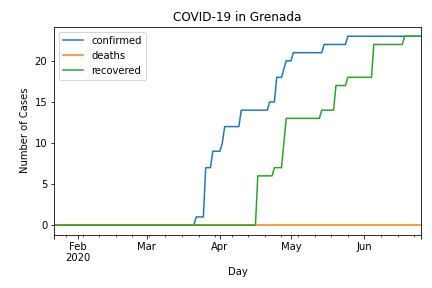 COVID-19 in Grenada
confirmed
deaths
recovered
Number of Cases
20
15
10
5
0
Feb
2020
Mar
Apr
May
Jun
Day